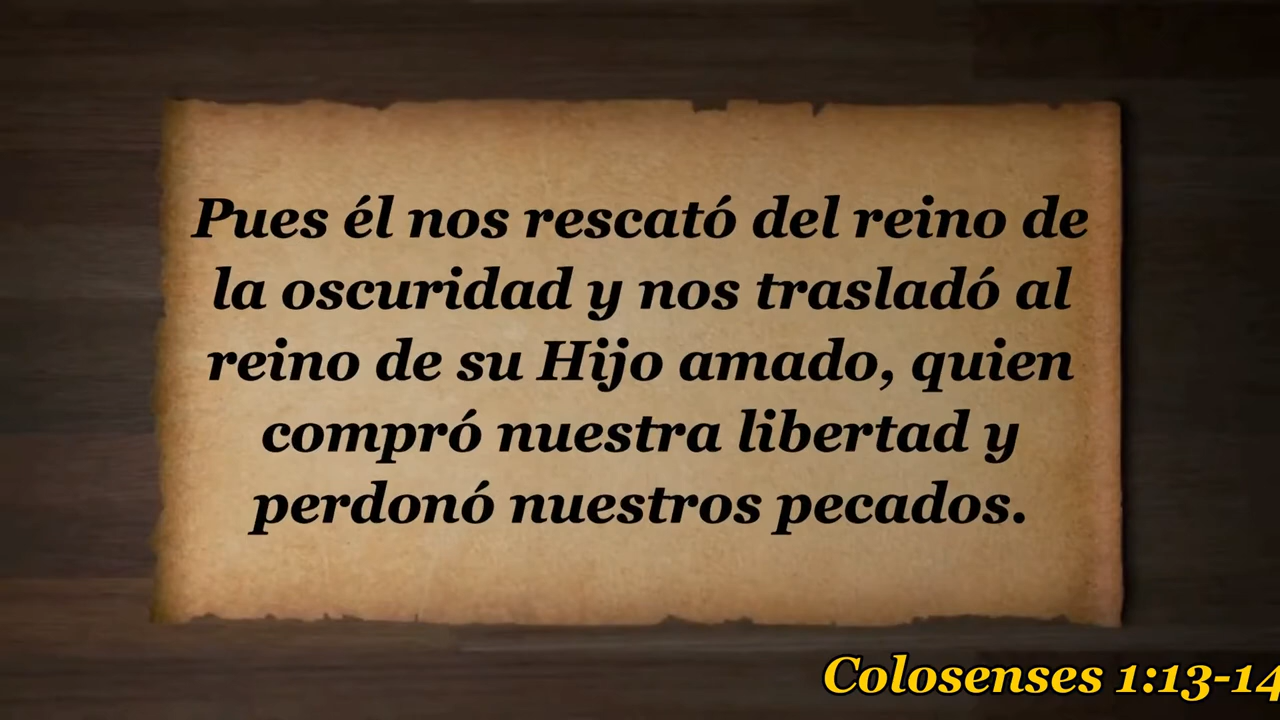 Pues él nos rescató del reino de
la oscuridad y nos trasladó al
reino de su Hijo amado, quien
compró nuestra libertad y
perdonó nuestros pecados.
Colosenses 1:13-14